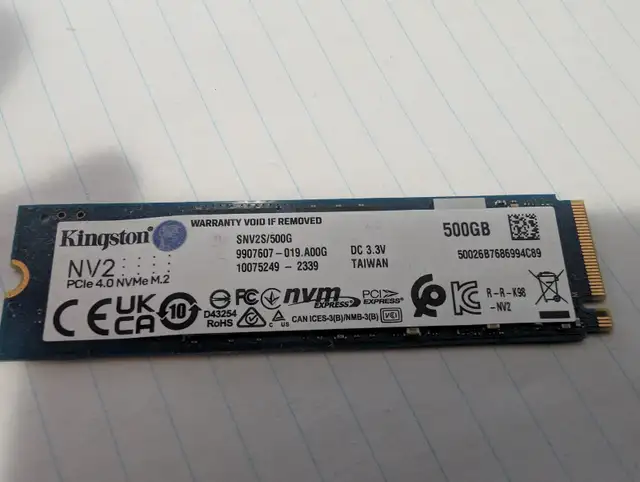 WARRANTY VOID IF REMOVED
Kingston
SNV2S/500G
500GB
9907607-019.A00G
DC 3.3V
50026B7686994C89
NV2
10075249 - 2339
TAIWAN
PCIe 4.0 NVMe M.2
CE UK CA
10
D43254
RoHS
FC
nvm EXPRESS
PCI EXPRESS®
R-R-K98
-NV2
C US
CAN ICES-3(B)/NMB-3(B)
VCI